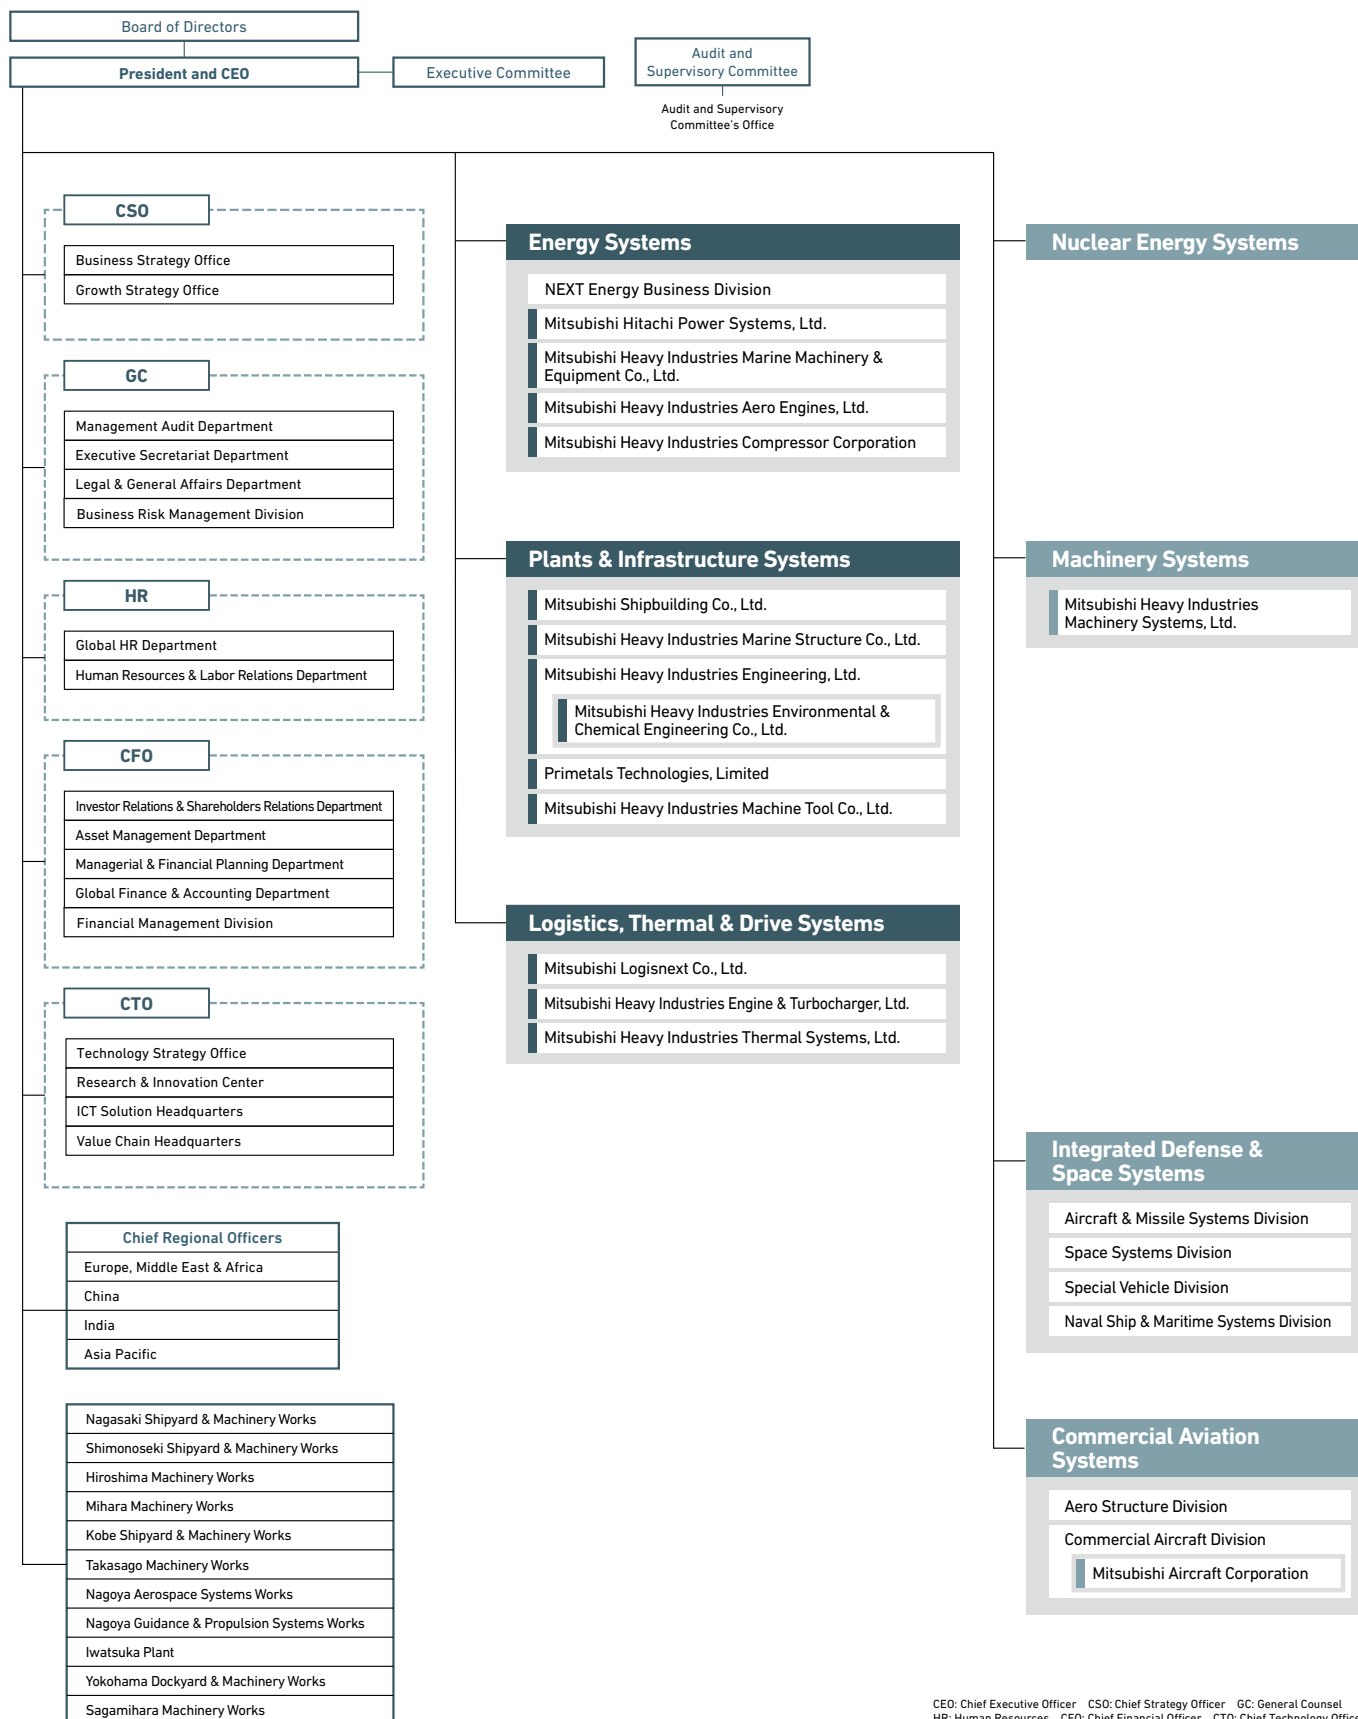 Board of Directors
President and CEO
Executive Committee
Audit and
Supervisory Committee
Audit and Supervisory
Committee's Office
CSO
Business Strategy Office
Growth Strategy Office
GC
Management Audit Department
Executive Secretariat Department
Legal & General Affairs Department
Business Risk Management Division
HR
Global HR Department
Human Resources & Labor Relations Department
CFO
Investor Relations & Shareholders Relations Department
Asset Management Department
Managerial & Financial Planning Department
Global Finance & Accounting Department
Financial Management Division
CTO
Technology Strategy Office
Research & Innovation Center
ICT Solution Headquarters
Value Chain Headquarters
Chief Regional Officers
Europe, Middle East & Africa
China
India
Asia Pacific
Nagasaki Shipyard & Machinery Works
Shimonoseki Shipyard & Machinery Works
Hiroshima Machinery Works
Mihara Machinery Works
Kobe Shipyard & Machinery Works
Takasago Machinery Works
Nagoya Aerospace Systems Works
Nagoya Guidance & Propulsion Systems Works
Iwatsuka Plant
Yokohama Dockyard & Machinery Works
Sagamihara Machinery Works
Energy Systems
NEXT Energy Business Division
Mitsubishi Hitachi Power Systems, Ltd.
Mitsubishi Heavy Industries Marine Machinery &
Equipment Co., Ltd.
Mitsubishi Heavy Industries Aero Engines, Ltd.
Mitsubishi Heavy Industries Compressor Corporation
Plants & Infrastructure Systems
Mitsubishi Shipbuilding Co., Ltd.
Mitsubishi Heavy Industries Marine Structure Co., Ltd.
Mitsubishi Heavy Industries Engineering, Ltd.
Mitsubishi Heavy Industries Environmental &
Chemical Engineering Co., Ltd.
Primetals Technologies, Limited
Mitsubishi Heavy Industries Machine Tool Co., Ltd.
Logistics, Thermal & Drive Systems
Mitsubishi Logisnext Co., Ltd.
Mitsubishi Heavy Industries Engine & Turbocharger, Ltd.
Mitsubishi Heavy Industries Thermal Systems, Ltd.
Nuclear Energy Systems
Machinery Systems
Mitsubishi Heavy Industries
Machinery Systems, Ltd.
Integrated Defense &
Space Systems
Aircraft & Missile Systems Division
Space Systems Division
Special Vehicle Division
Naval Ship & Maritime Systems Division
Commercial Aviation
Systems
Aero Structure Division
Commercial Aircraft Division
Mitsubishi Aircraft Corporation
CEO: Chief Executive Officer CSO: Chief Strategy Officer GC: General Counsel
HR: Human Resources CFO: Chief Financial Officer CTO: Chief Technology Office